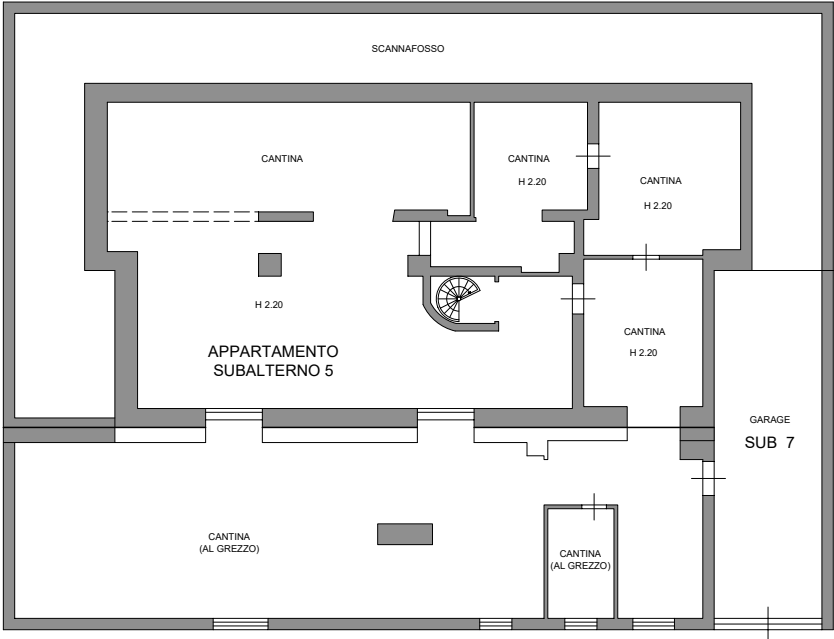 SCANNAFOSSO
CANTINA
CANTINA
H 2.20
CANTINA
H 2.20
H 2.20
CANTINA
H 2.20
APPARTAMENTO
SUBALTERNO 5
GARAGE
SUB 7
CANTINA
(AL GREZZO)
CANTINA
(AL GREZZO)